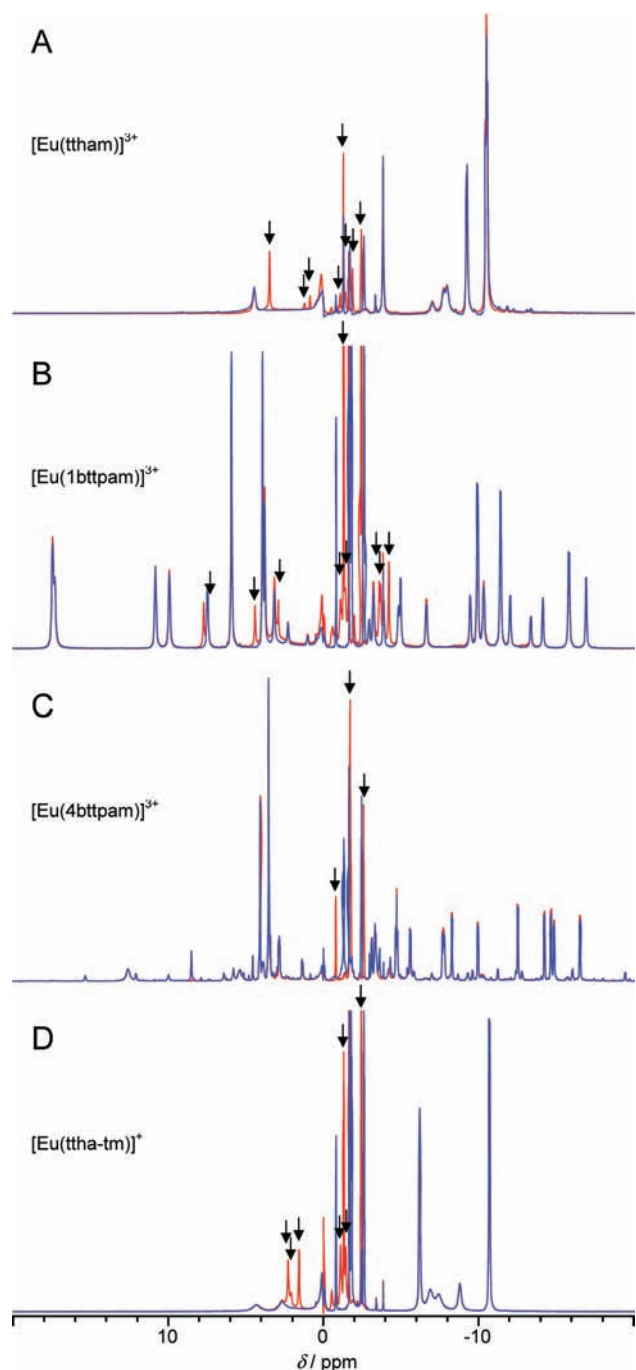 A
[Eu(ttham)]³⁺
B
[Eu(1bttpam)]³⁺
C
[Eu(4bttpam)]³⁺
D
[Eu(ttha-tm)]⁺
10 0 -10
δ / ppm